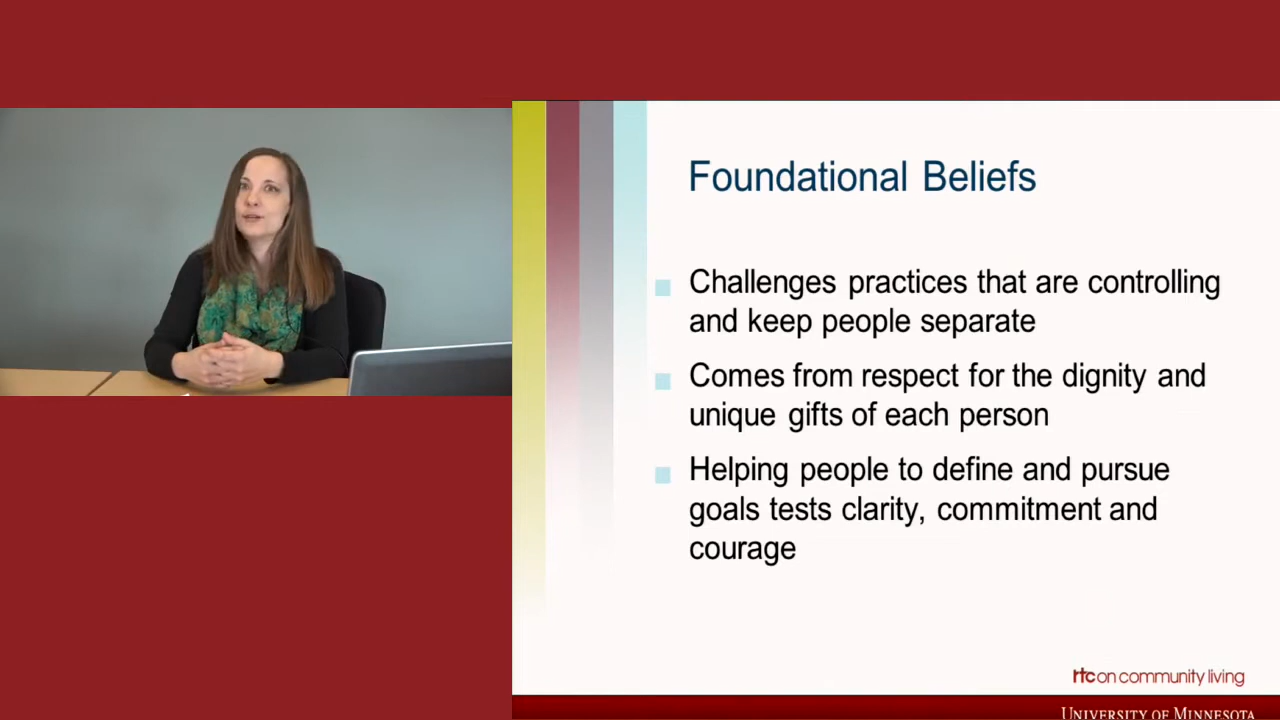 Foundational Beliefs
Challenges practices that are controlling
and keep people separate
Comes from respect for the dignity and
unique gifts of each person
Helping people to define and pursue
goals tests clarity, commitment and
courage
rtc on community living
UNIVERSITY OF MINNESOTA